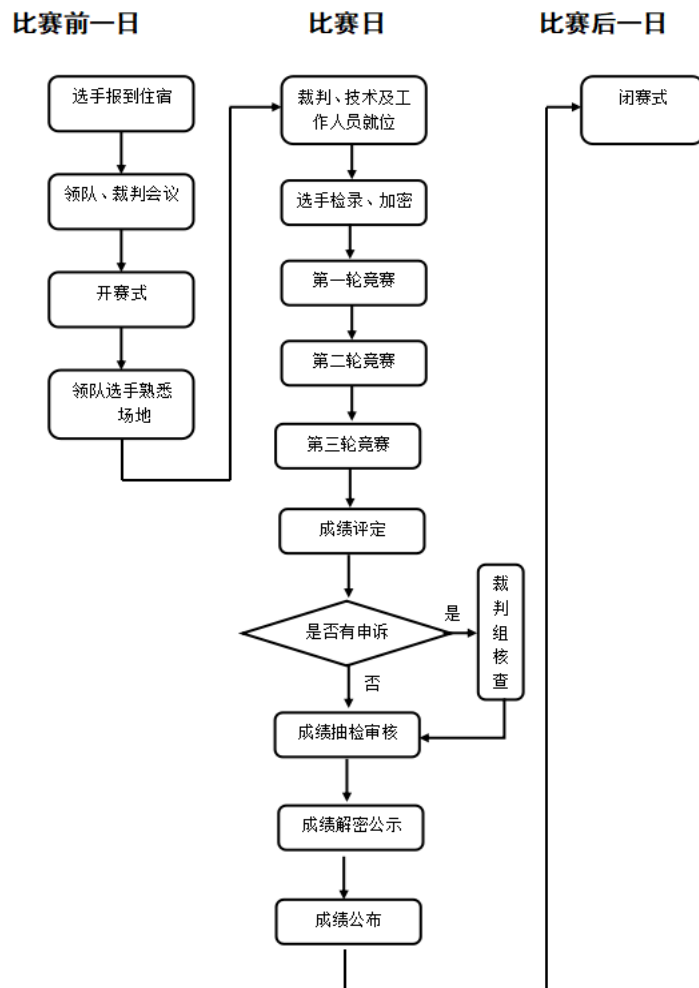 比赛前一日
比赛日
比赛后一日
选手报到住宿
领队、裁判会议
开赛式
领队选手熟悉
场地
裁判、技术及工
作人员就位
选手检录、加密
第一轮竞赛
第二轮竞赛
第三轮竞赛
成绩评定
是否有申诉
是
裁
判
组
核
查
否
成绩抽检审核
成绩解密公示
成绩公布
闭赛式